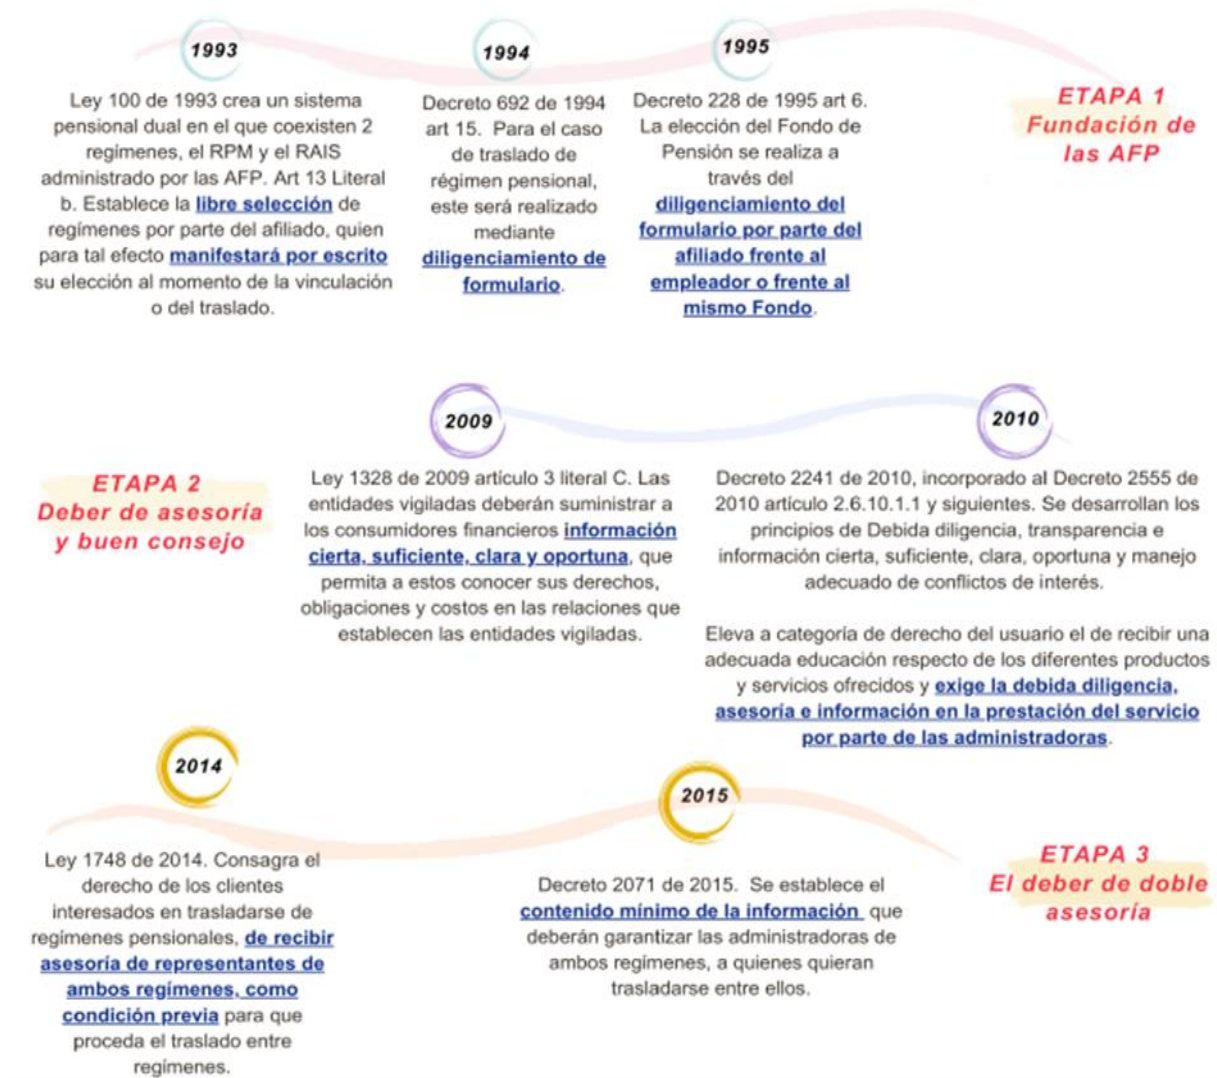 1993
Ley 100 de 1993 crea un sistema
pensional dual en el que coexisten 2
regímenes, el RPM y el RAIS
administrado por las AFP. Art 13 Literal
b. Establece la libre selección de
regímenes por parte del afiliado, quien
para tal efecto manifestará por escrito
su elección al momento de la vinculación
o del traslado.
1994
Decreto 692 de 1994
art 15. Para el caso
de traslado de
régimen pensional,
este será realizado
mediante
diligenciamiento de
formulario.
1995
Decreto 228 de 1995 art 6.
La elección del Fondo de
Pensión se realiza a
través del
diligenciamiento del
formulario por parte del
afiliado frente al
empleador o frente al
mismo Fondo.
ETAPA 1
Fundación de
las AFP
ETAPA 2
Deber de asesoría
y buen consejo
2009
Ley 1328 de 2009 artículo 3 literal C. Las
entidades vigiladas deberán suministrar a
los consumidores financieros información
cierta, suficiente, clara y oportuna, que
permita a estos conocer sus derechos,
obligaciones y costos en las relaciones que
establecen las entidades vigiladas.
2010
Decreto 2241 de 2010, incorporado al Decreto 2555 de
2010 artículo 2.6.10.1.1 y siguientes. Se desarrollan los
principios de Debida diligencia, transparencia e
información cierta, suficiente, clara, oportuna y manejo
adecuado de conflictos de interés.
Eleva a categoría de derecho del usuario el de recibir una
adecuada educación respecto de los diferentes productos
y servicios ofrecidos y exige la debida diligencia,
asesoría e información en la prestación del servicio
por parte de las administradoras.
2014
Ley 1748 de 2014. Consagra el
derecho de los clientes
interesados en trasladarse de
regímenes pensionales, de recibir
asesoría de representantes de
ambos regímenes, como
condición previa para que
proceda el traslado entre
regímenes.
2015
Decreto 2071 de 2015. Se establece el
contenido mínimo de la información que
deberán garantizar las administradoras de
ambos regímenes, a quienes quieran
trasladarse entre ellos.
ETAPA 3
El deber de doble
asesoría